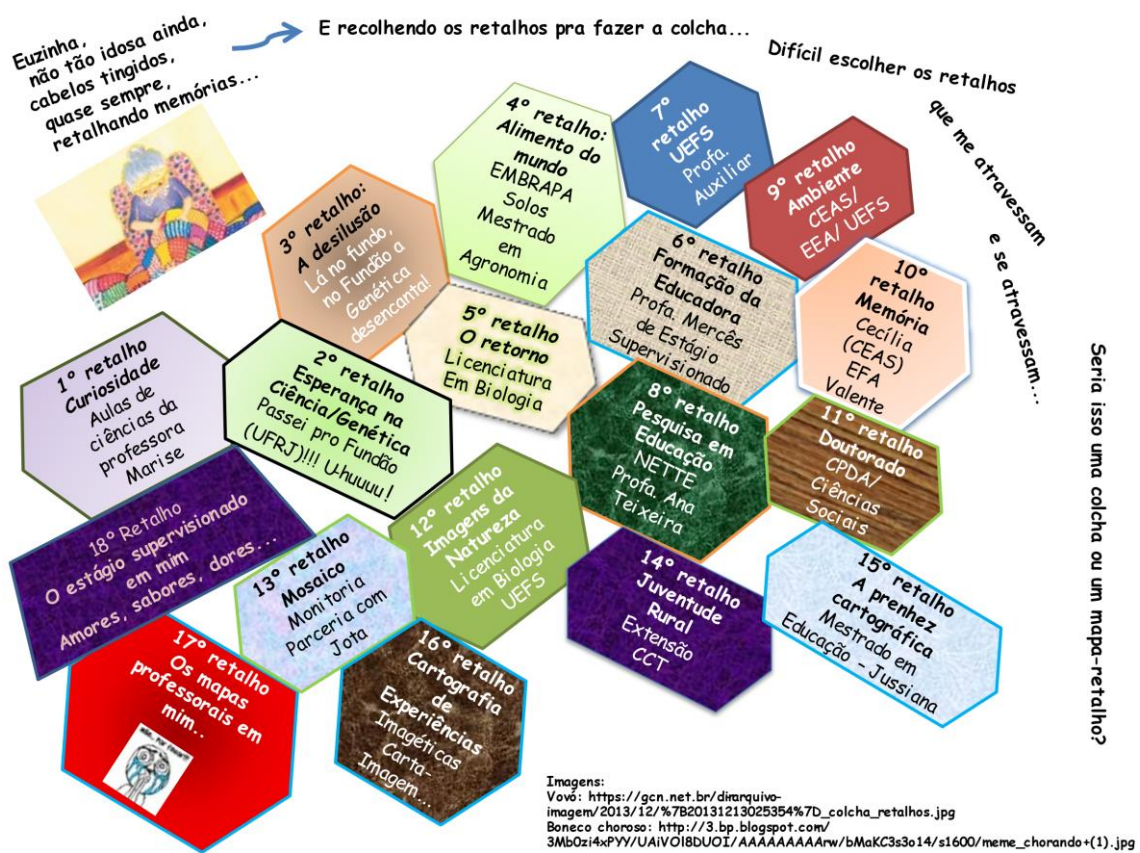 Euzinha,
não tão idosa ainda,
cabelos tingidos,
quase sempre,
retalhando memórias...
E recolhendo os retalhos pra fazer a colcha...
Difícil escolher os retalhos
que me atravessam
e se atravessam...
Seria isso uma colcha ou um mapa-retalho?
1º retalho
Curiosidade
Aulas de
ciências da
professora
Marise
2º retalho
Esperança na
Ciência/Genética
Passei pro Fundão
(UFRJ)!!! U-huuuu!
3º retalho:
A desilusão
Lá no fundo,
no Fundão a
Genética
desencanta!
4º retalho:
Alimento do
mundo
EMBRAPA
Solos
Mestrado
em
Agronomia
5º retalho
O retorno
Licenciatura
Em Biologia
6º retalho
Formação da
Educadora
Profa. Mercês
de Estágio
Supervisionado
7º
retalho
UEFS
Profa.
Auxiliar
8º retalho
Pesquisa em
Educação
NETTE
Profa. Ana
Teixeira
9º retalho
Ambiente
CEAS/
EEA/ UEFS
10º
retalho
Memória
Cecília
(CEAS)
EFA
Valente
11º retalho
Doutorado
CPDA/
Ciências
Sociais
12º retalho
Imagens da
Natureza
Licenciatura
em Biologia
UEFS
13º retalho
Mosaico
Monitoria
Parceria com
Jota
14º retalho
Juventude
Rural
Extensão
CCT
15º retalho
A prenhez
cartográfica
Mestrado em
Educação - Jussiana
16º retalho
Cartografia
de
Experiências
Imagéticas
Carta-
Imagem...
17º retalho
Os mapas
professorais em
mim..
18º Retalho
O estágio supervisionado
em mim
Amores, sabores, dores...
Imagens:
Vovó: https://gcn.net.br/dirarquivo-
imagem/2013/12/%7B20131213025354%7D_colcha_retalhos.jpg
Boneco choroso: http://3.bp.blogspot.com/
3Mb0zi4xPYY/UAiVOl8DUOI/AAAAAAAAArw/bMaKC3s3o14/s1600/meme_chorando+(1).jpg